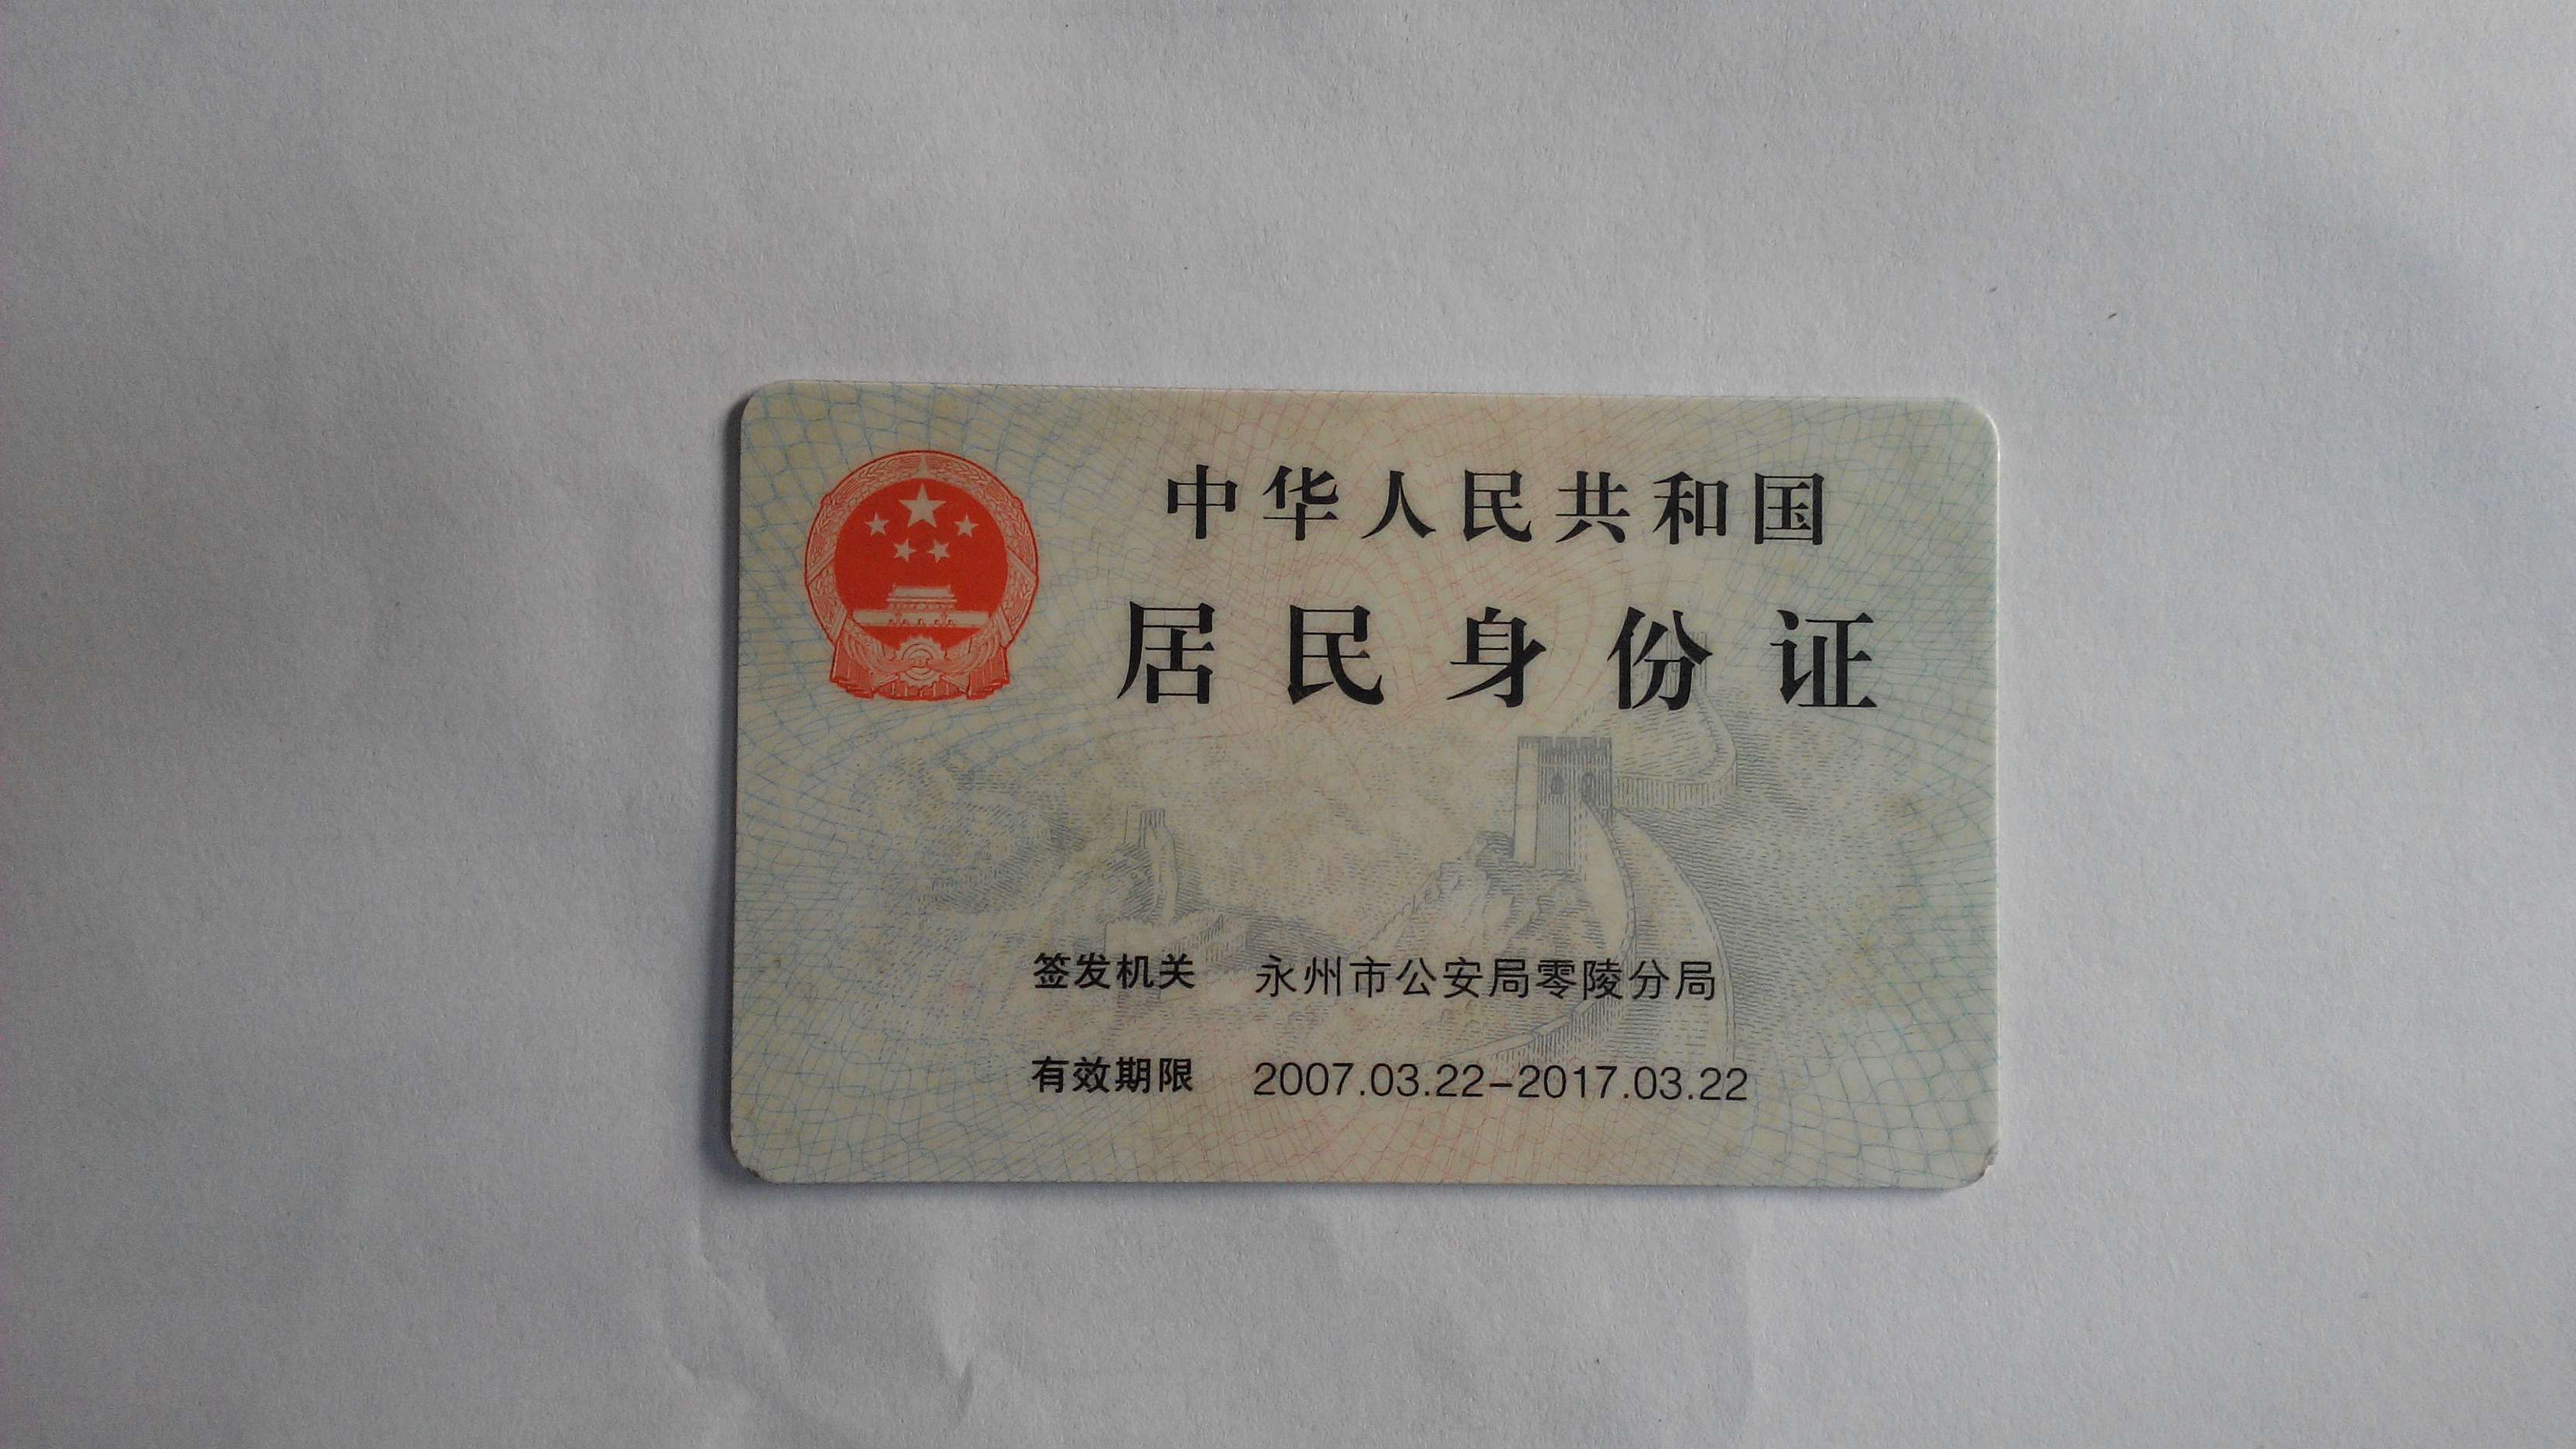 中华人民共和国
居民身份证
签发机关 永州市公安局零陵分局
有效期限 2007.03.22-2017.03.22